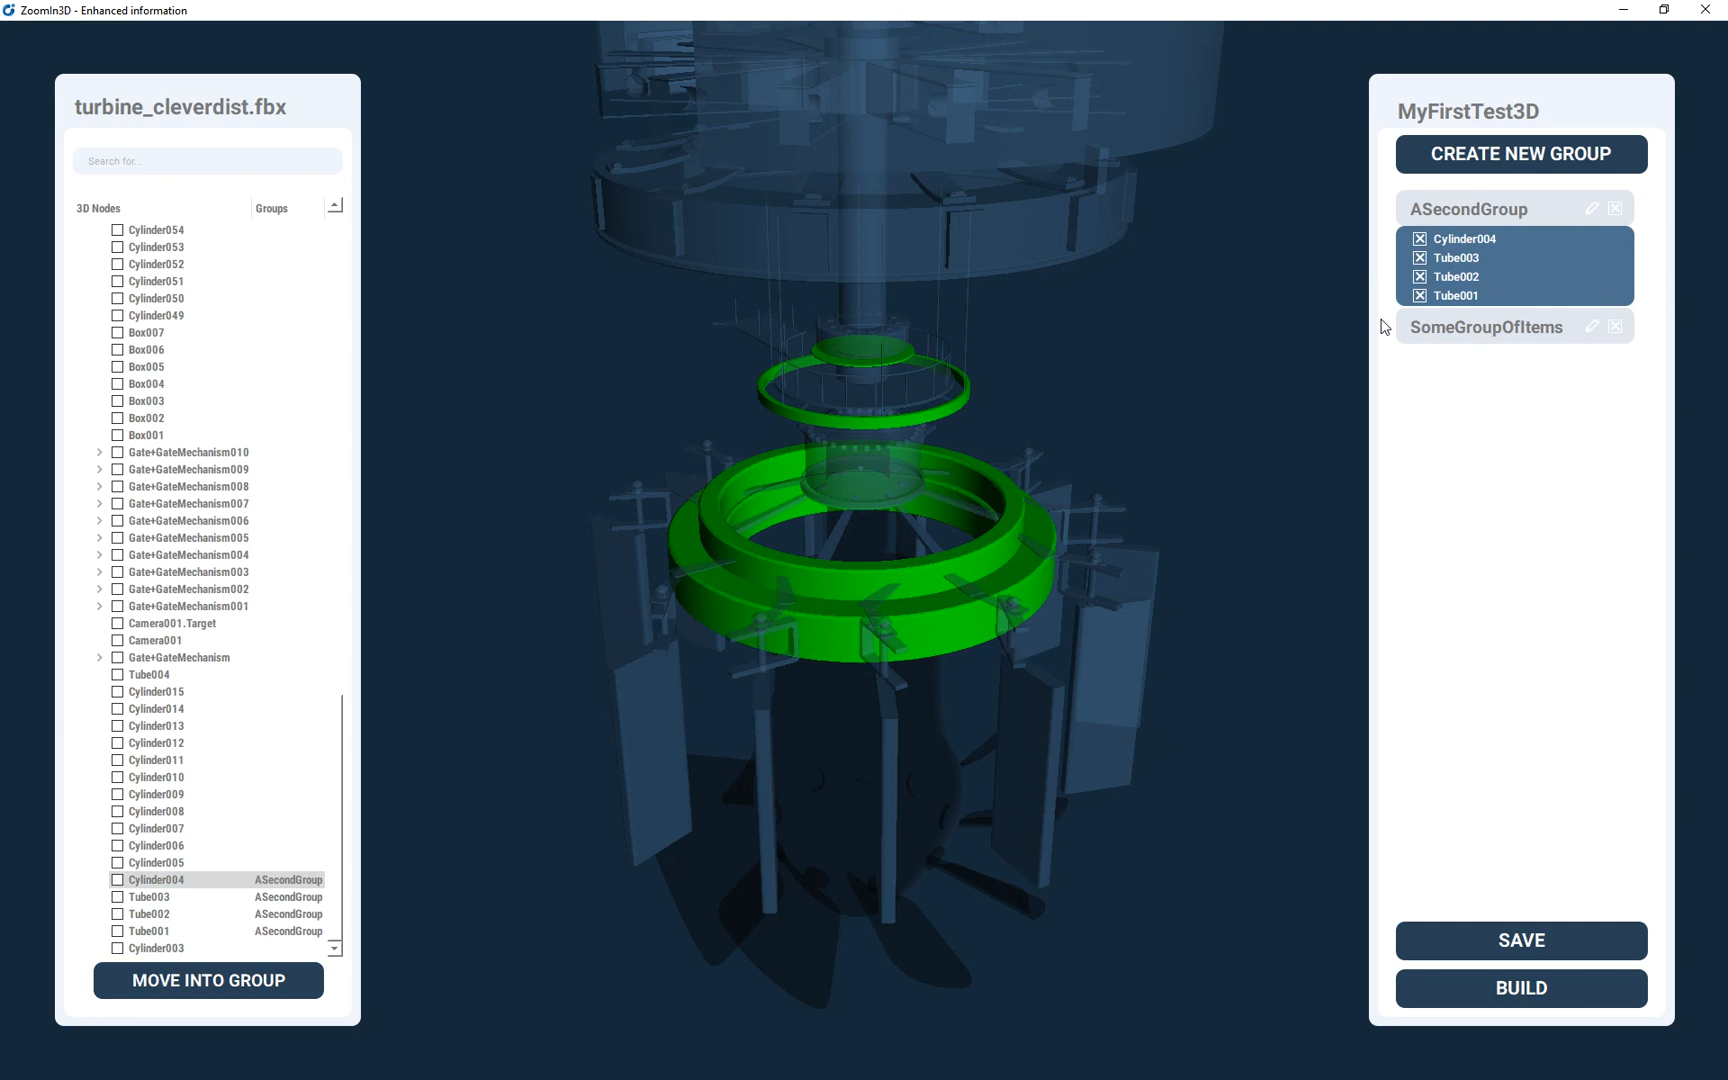 ZoomIn3D - Enhanced information
turbine_cleverdist.fbx
Search for...
3D Nodes Groups
Cylinder054
Cylinder053
Cylinder052
Cylinder051
Cylinder050
Cylinder049
Box007
Box006
Box005
Box004
Box003
Box002
Box001
Gate+GateMechanism010
Gate+GateMechanism009
Gate+GateMechanism008
Gate+GateMechanism007
Gate+GateMechanism006
Gate+GateMechanism005
Gate+GateMechanism004
Gate+GateMechanism003
Gate+GateMechanism002
Gate+GateMechanism001
Camera001.Target
Camera001
Gate+GateMechanism
Tube004
Cylinder015
Cylinder014
Cylinder013
Cylinder012
Cylinder011
Cylinder010
Cylinder009
Cylinder008
Cylinder007
Cylinder006
Cylinder005
Cylinder004 ASecondGroup
Tube003 ASecondGroup
Tube002 ASecondGroup
Tube001 ASecondGroup
Cylinder003
MOVE INTO GROUP
MyFirstTest3D
CREATE NEW GROUP
ASecondGroup
Cylinder004
Tube003
Tube002
Tube001
SomeGroupOfItems
SAVE
BUILD